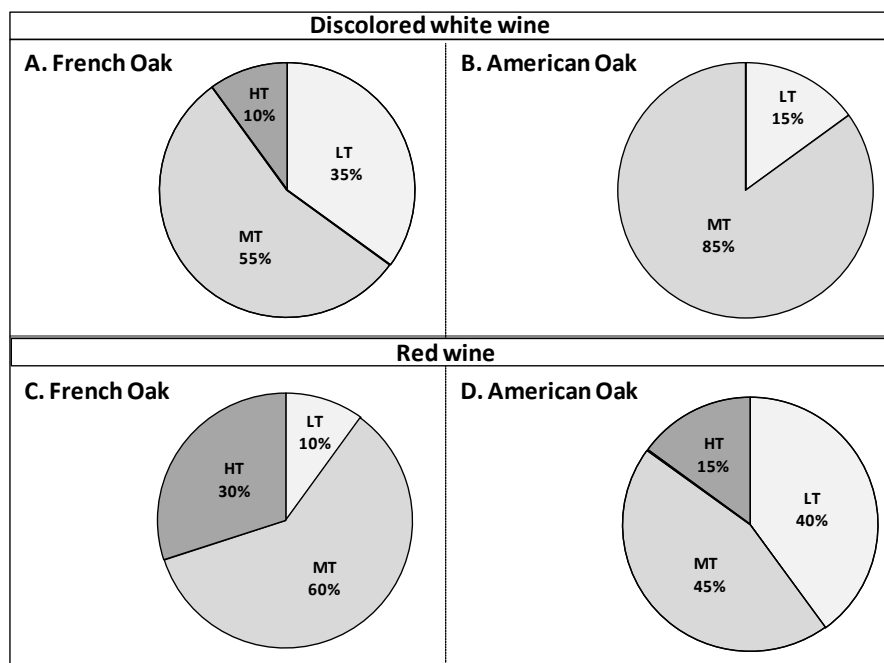 Discolored white wine
A. French Oak
HT
10%
LT
35%
MT
55%
B. American Oak
LT
15%
MT
85%
Red wine
C. French Oak
LT
10%
HT
30%
MT
60%
D. American Oak
HT
15%
LT
40%
MT
45%